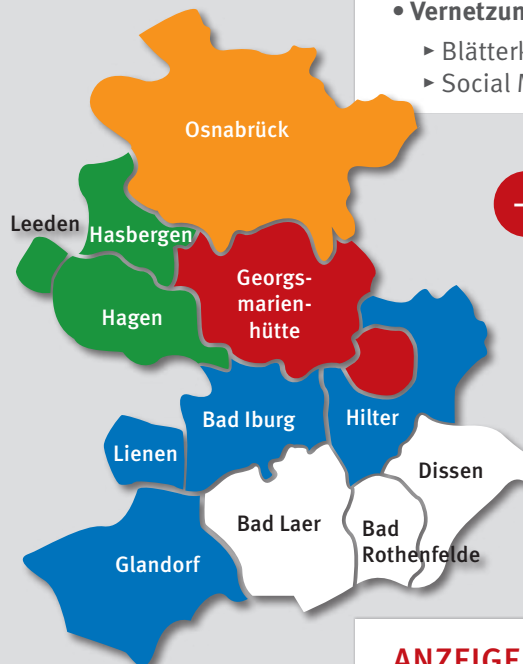 • Vernetzun
► Blätterk
► Social M
Osnabrück
Leeden
Hasbergen
Georgs-
marien-
hütte
Hagen
Bad Iburg
Hilter
Lienen
Dissen
Bad Laer
Bad
Rothenfelde
Glandorf
ANZEIGE